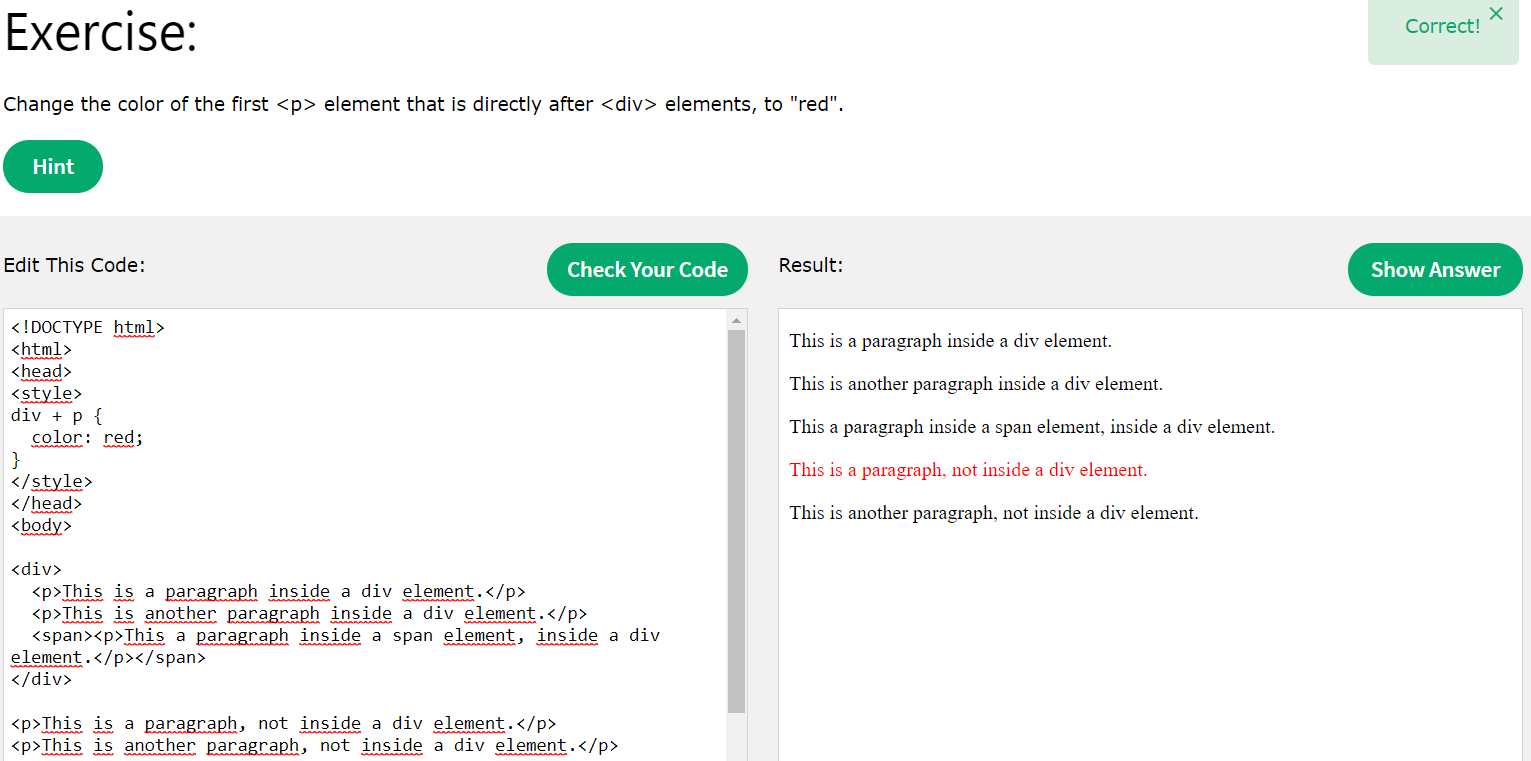 Exercise:
Correct!
×
Change the color of the first <p> element that is directly after <div> elements, to "red".
Hint
Edit This Code:
Check Your Code
Result:
Show Answer
<!DOCTYPE html>
<html>
<head>
<style>
div + p {
  color: red;
}
</style>
</head>
<body>
<div>
  <p>This is a paragraph inside a div element.</p>
  <p>This is another paragraph inside a div element.</p>
  <span><p>This a paragraph inside a span element, inside a div
element.</p></span>
</div>
<p>This is a paragraph, not inside a div element.</p>
<p>This is another paragraph, not inside a div element.</p>
This is a paragraph inside a div element.
This is another paragraph inside a div element.
This a paragraph inside a span element, inside a div element.
This is a paragraph, not inside a div element.
This is another paragraph, not inside a div element.